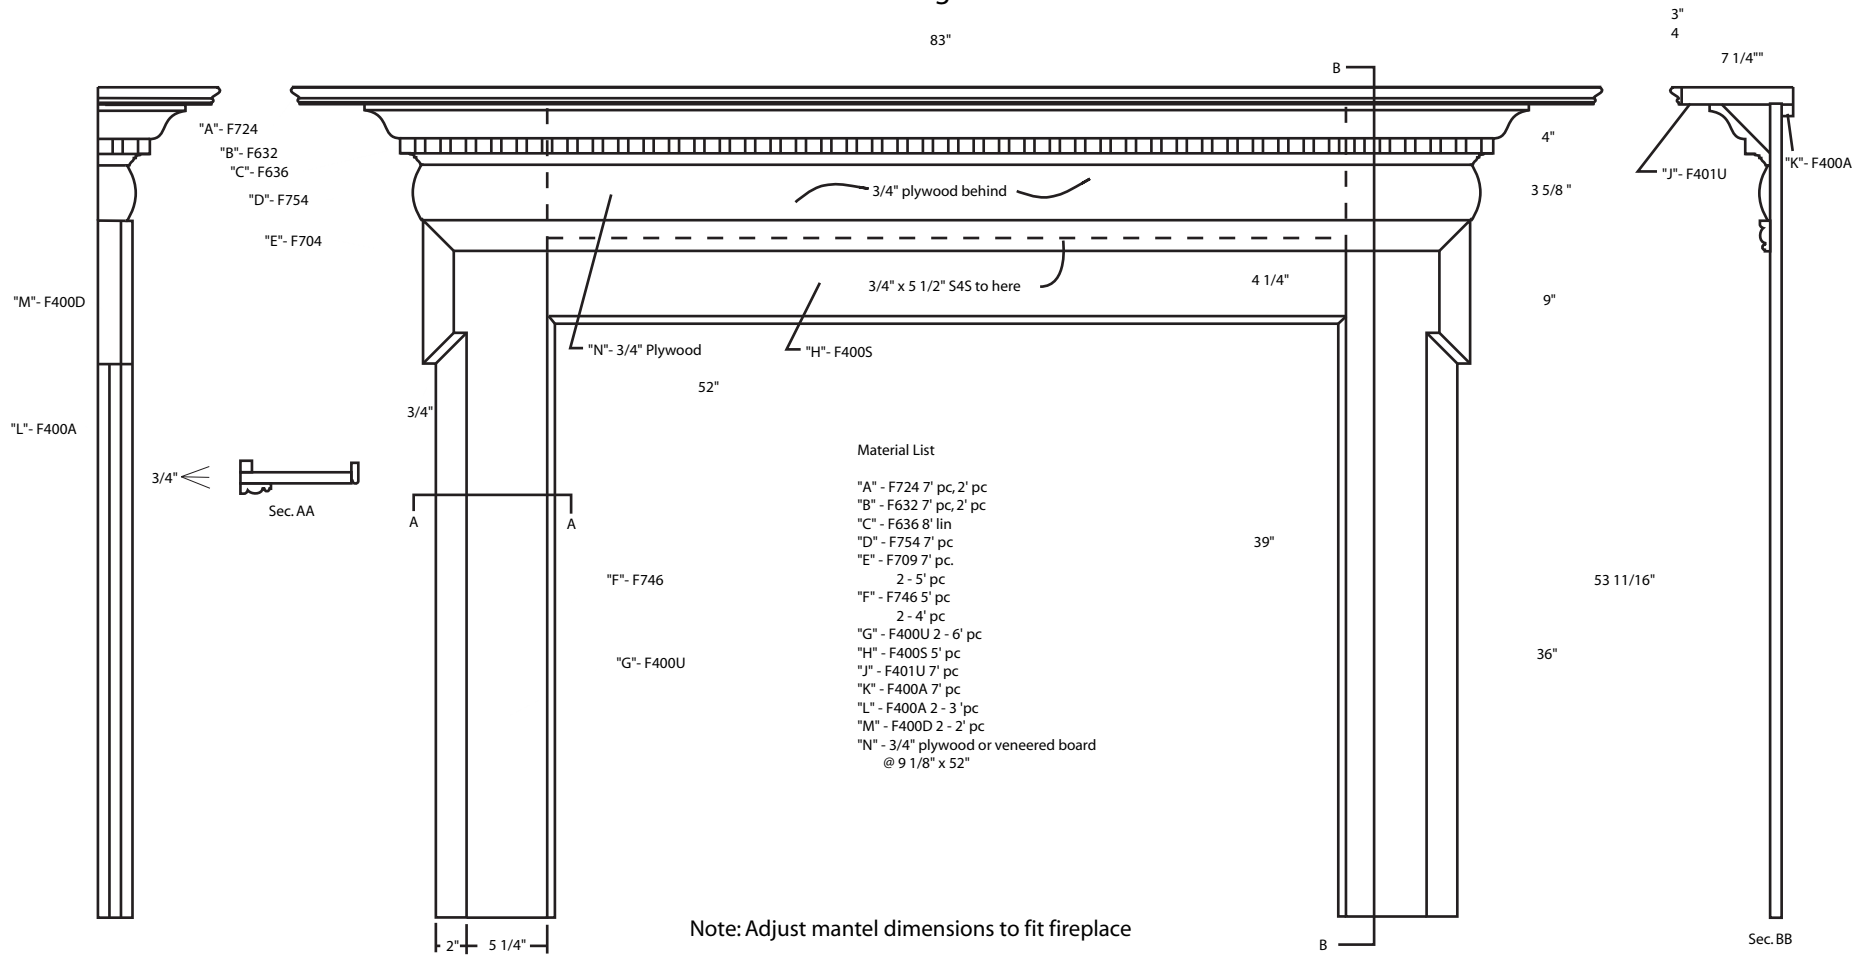 83"
3"
4
7 1/4""
B
"A"- F724
"B"- F632
"C"- F636
"D"- F754
"E"- F704
"M"- F400D
"L"- F400A
3/4"
Sec. AA
3/4" plywood behind
3/4" x 5 1/2" S4S to here
4 1/4"
"N"- 3/4" Plywood
"H"- F400S
52"
3/4"
A
A
"F"- F746
"G"- F400U
Material List
"A" - F724 7' pc, 2' pc
"B" - F632 7' pc, 2' pc
"C" - F636 8' lin
"D" - F754 7' pc
"E" - F709 7' pc.
2 - 5' pc
"F" - F746 5' pc
2 - 4' pc
"G" - F400U 2 - 6' pc
"H" - F400S 5' pc
"J" - F401U 7' pc
"K" - F400A 7' pc
"L" - F400A 2 - 3 'pc
"M" - F400D 2 - 2' pc
"N" - 3/4" plywood or veneered board
@ 9 1/8" x 52"
39"
4"
3 5/8 "
9"
53 11/16"
36"
"J"- F401U
"K"- F400A
2"
5 1/4"
Note: Adjust mantel dimensions to fit fireplace
B
Sec. BB